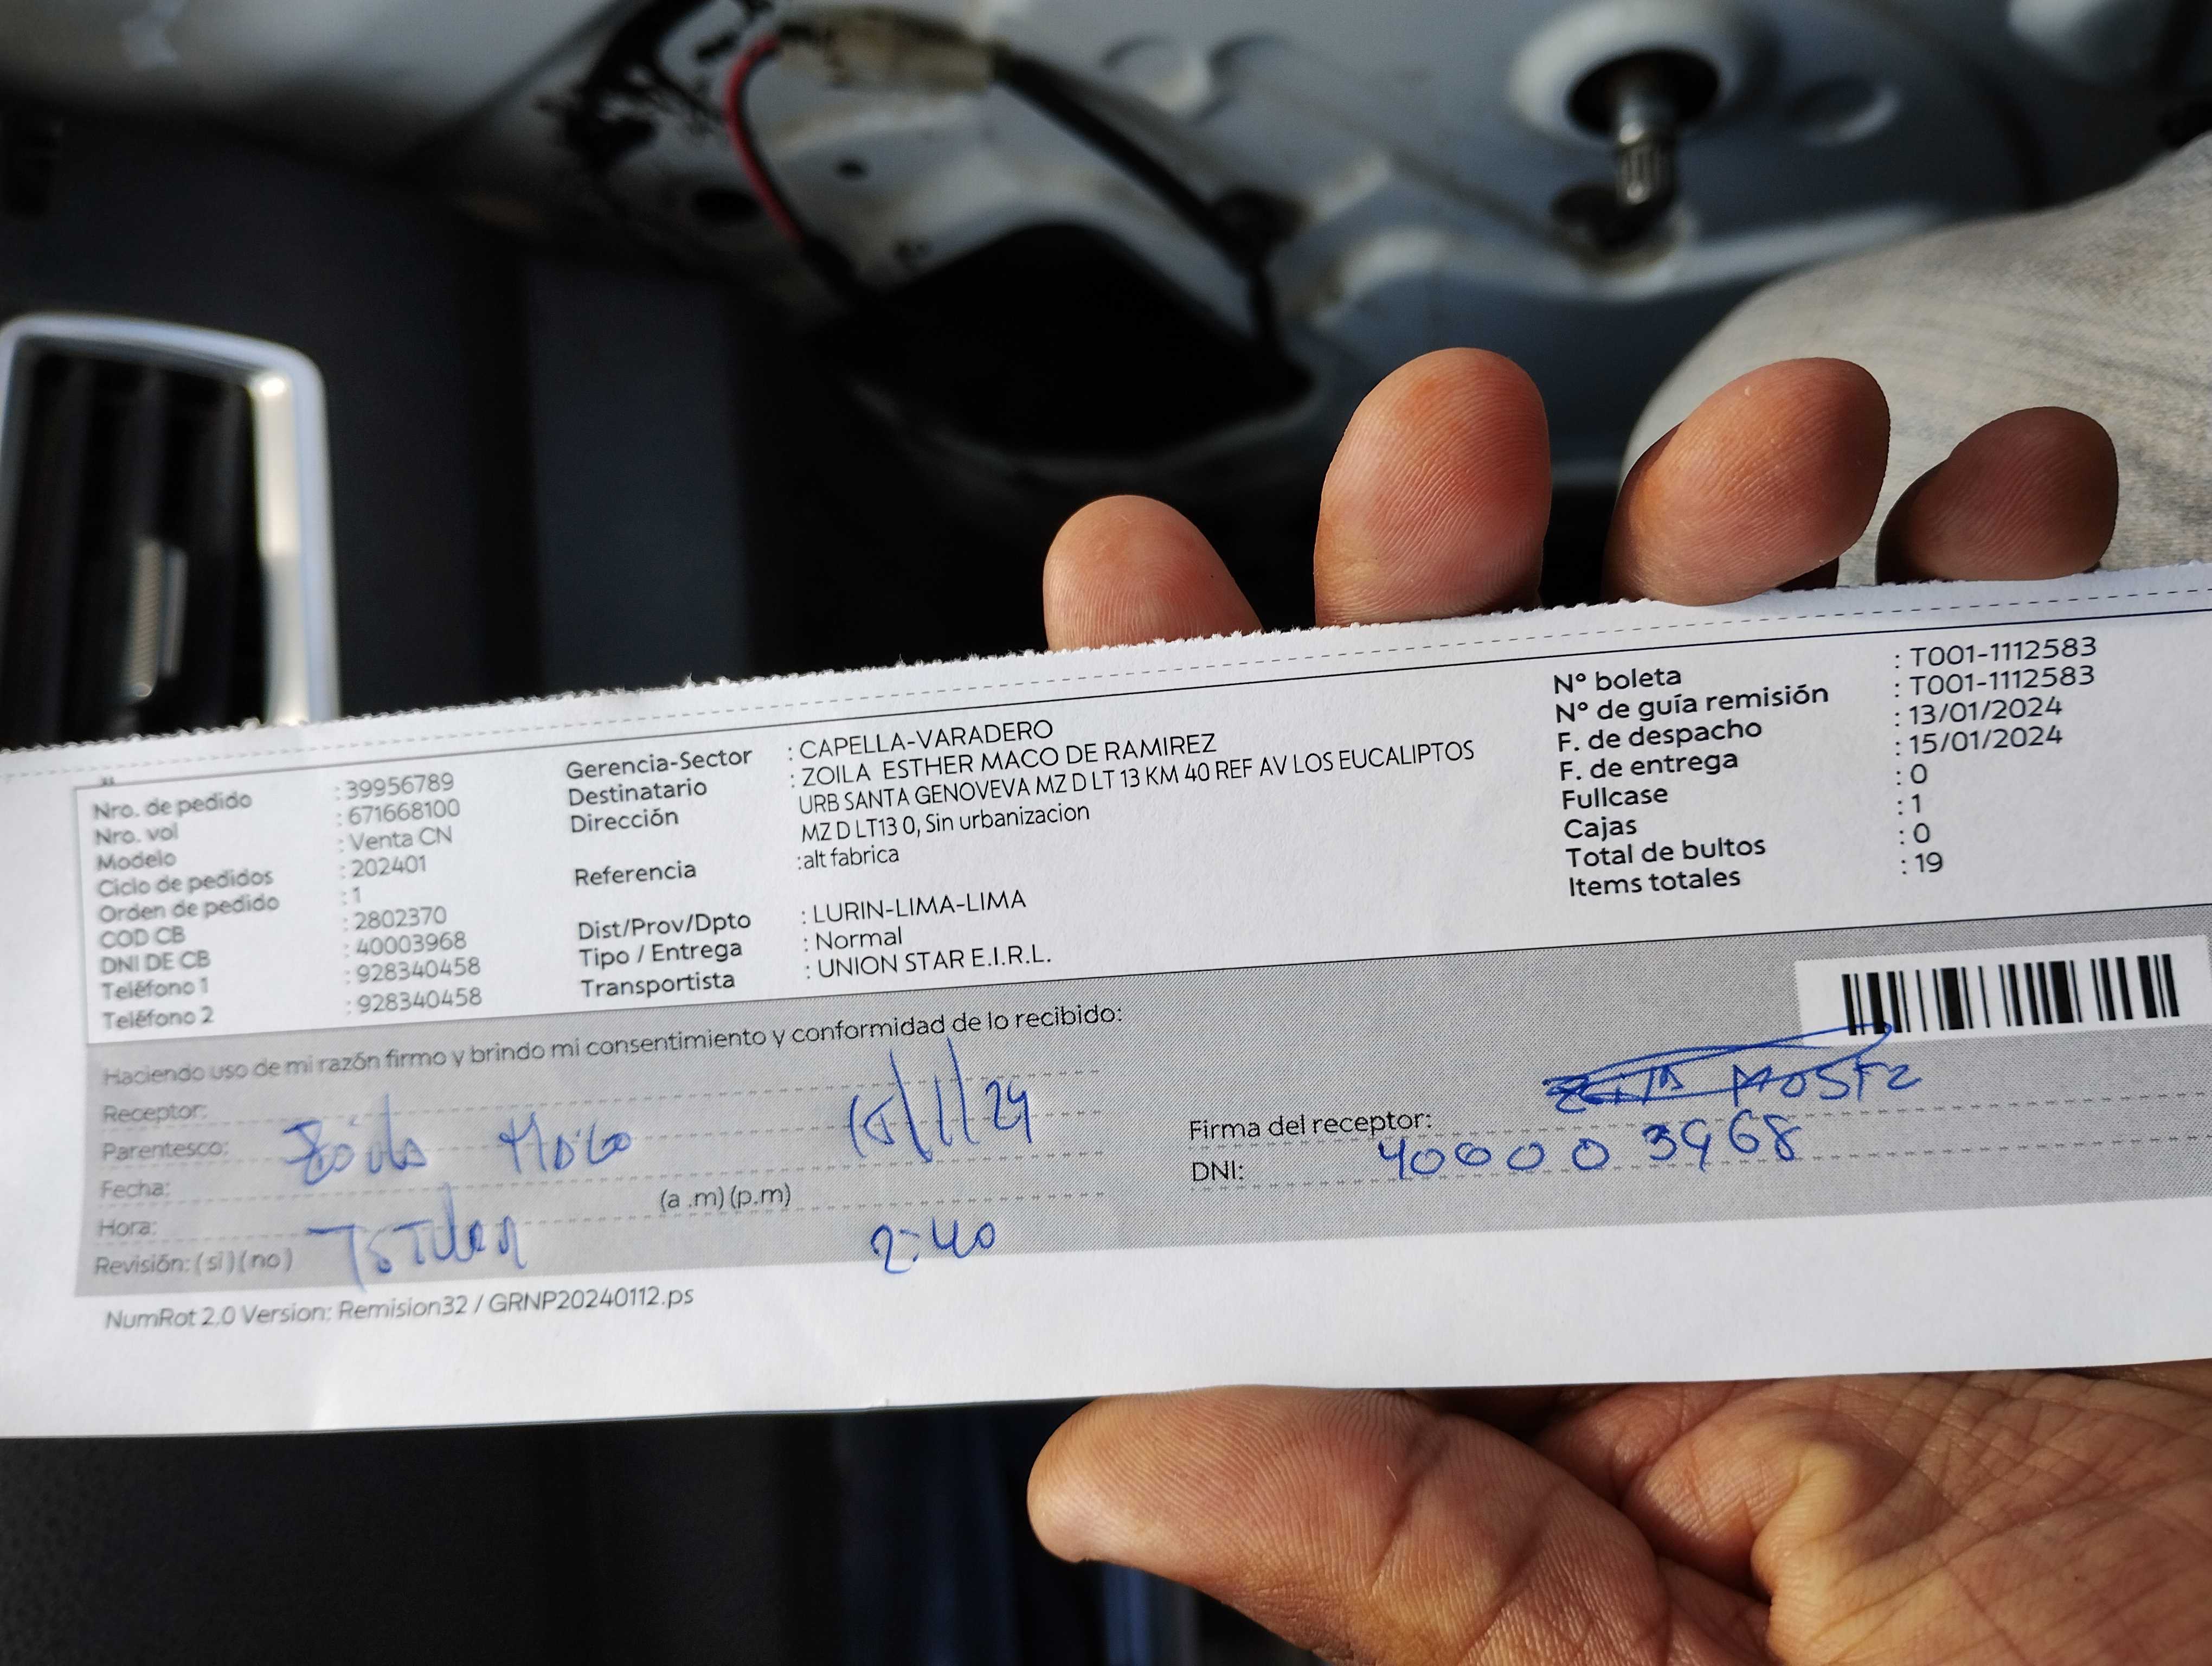 Nro. de pedido : 39956789
Nro. vol : 671668100
Modelo : Venta CN
Ciclo de pedidos : 202401
Orden de pedido : 1
COD CB : 2802370
DNI DE CB : 40003968
Teléfono 1 : 928340458
Teléfono 2 : 928340458
Gerencia-Sector : CAPELLA-VARADERO
Destinatario : ZOILA ESTHER MACO DE RAMIREZ
Dirección URB SANTA GENOVEVA MZ D LT 13 KM 40 REF AV LOS EUCALIPTOS
MZ D LT13 0, Sin urbanizacion
Referencia :alt fabrica
Dist/Prov/Dpto : LURIN-LIMA-LIMA
Tipo / Entrega : Normal
Transportista : UNION STAR E.I.R.L.
N° boleta : T001-1112583
N° de guía remisión : T001-1112583
F. de despacho : 13/01/2024
F. de entrega : 15/01/2024
Fullcase : 0
Cajas : 1
Total de bultos : 0
Items totales : 19
Haciendo uso de mi razón firmo y brindo mi consentimiento y conformidad de lo recibido:
Receptor:
Parentesco:
Fecha: 15/1/24
Hora: (a .m) (p.m)
Revisión: (si) (no) 2:40
Firma del receptor:
DNI: 40000 3968
NumRot 2.0 Version: Remision32 / GRNP20240112.ps